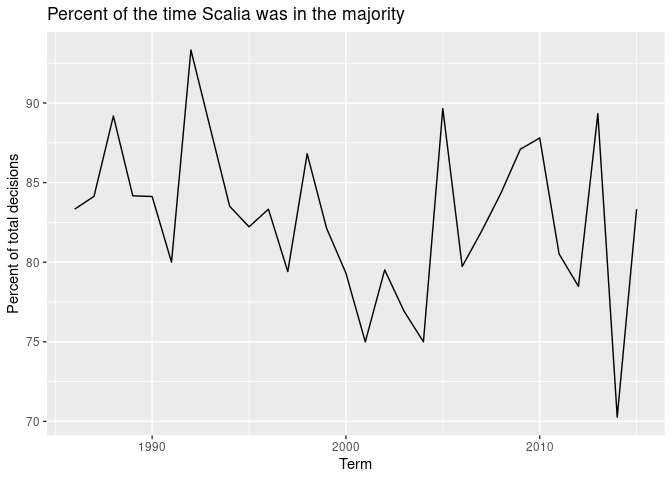 Percent of the time Scalia was in the majority
Percent of total decisions
90
85
80
75
70
1990
2000
2010
Term